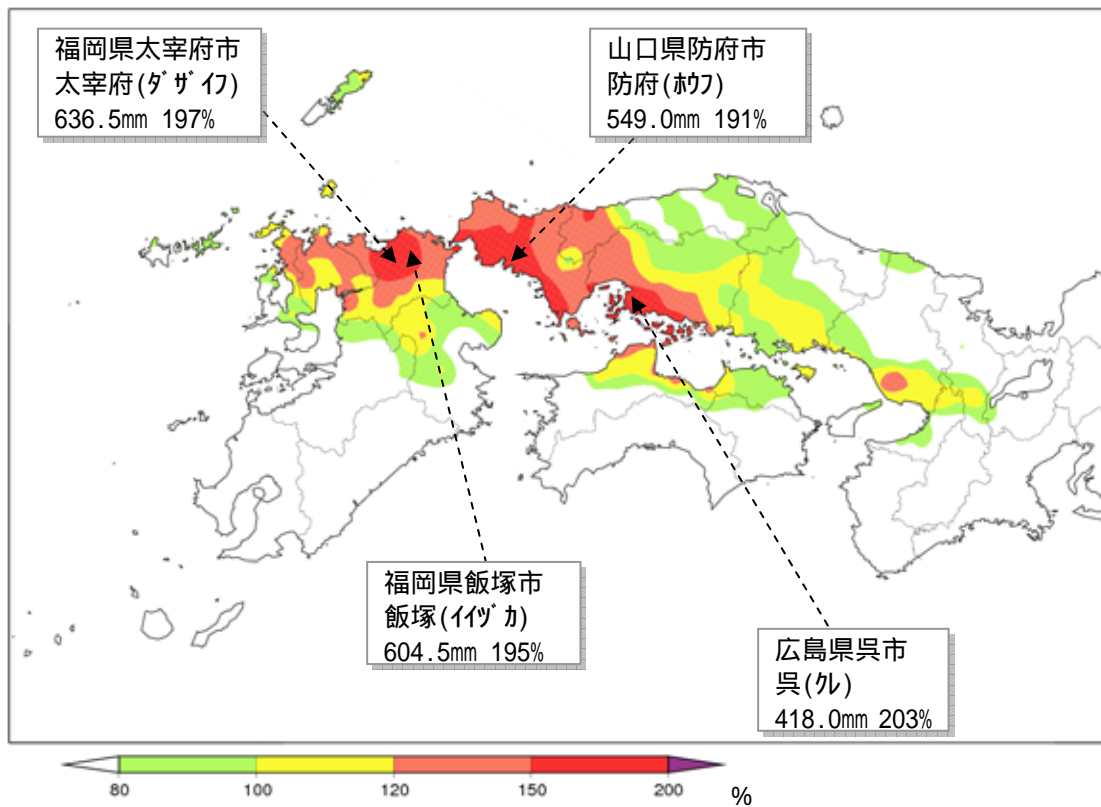 福岡県太宰府市
太宰府(ﾀﾞｻﾞｲﾌ)
636.5mm 197%
山口県防府市
防府(ﾎｳﾌ)
549.0mm 191%
福岡県飯塚市
飯塚(ｲｲﾂﾞｶ)
604.5mm 195%
広島県呉市
呉(ｸﾚ)
418.0mm 203%
80 100 120 150 200 %